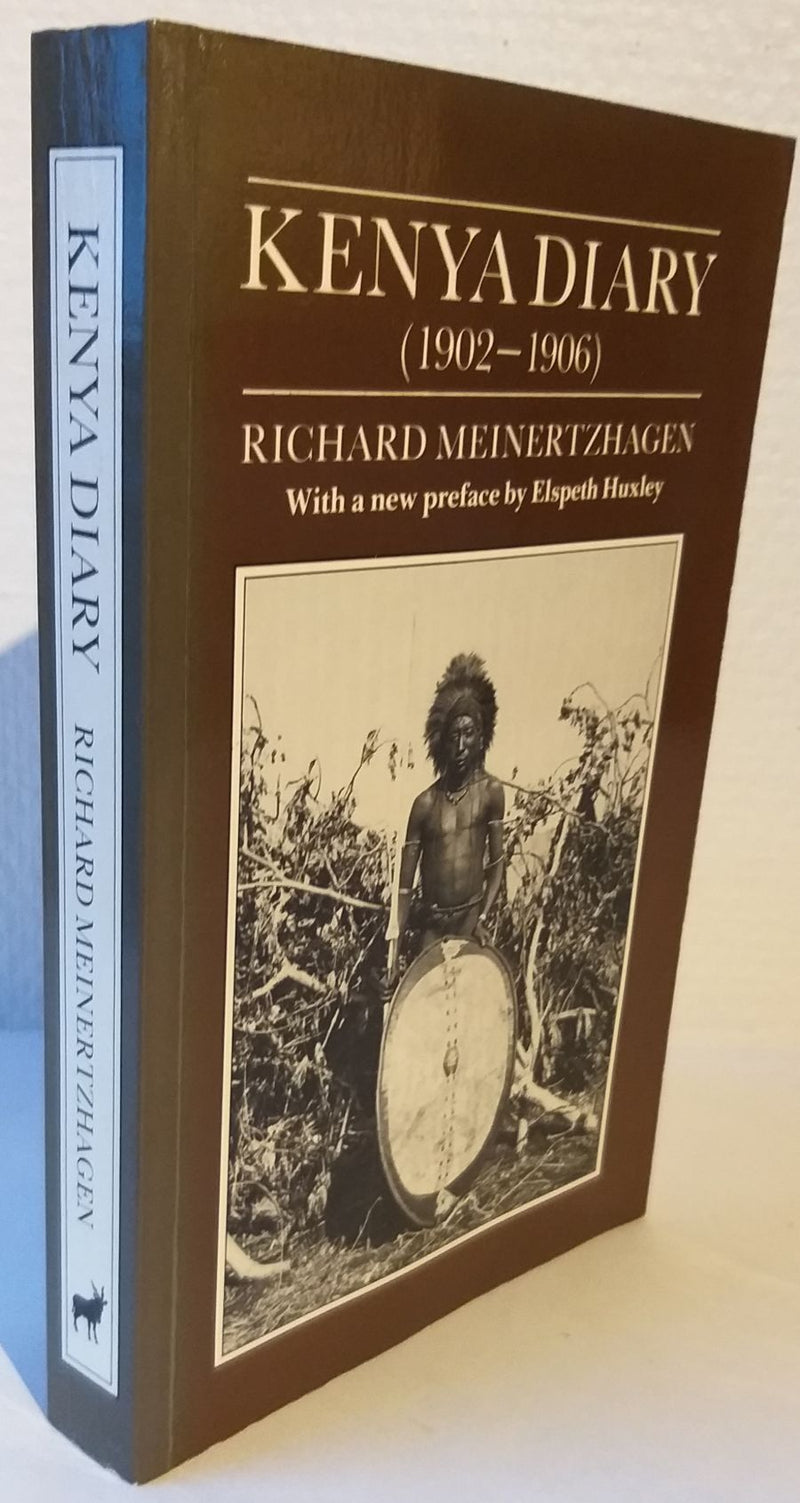 KENYA DIARY
(1902–1906)
RICHARD MEINERTZHAGEN
With a new preface by Elspeth Huxley
KENYA DIARY RICHARD MEINERTZHAGEN